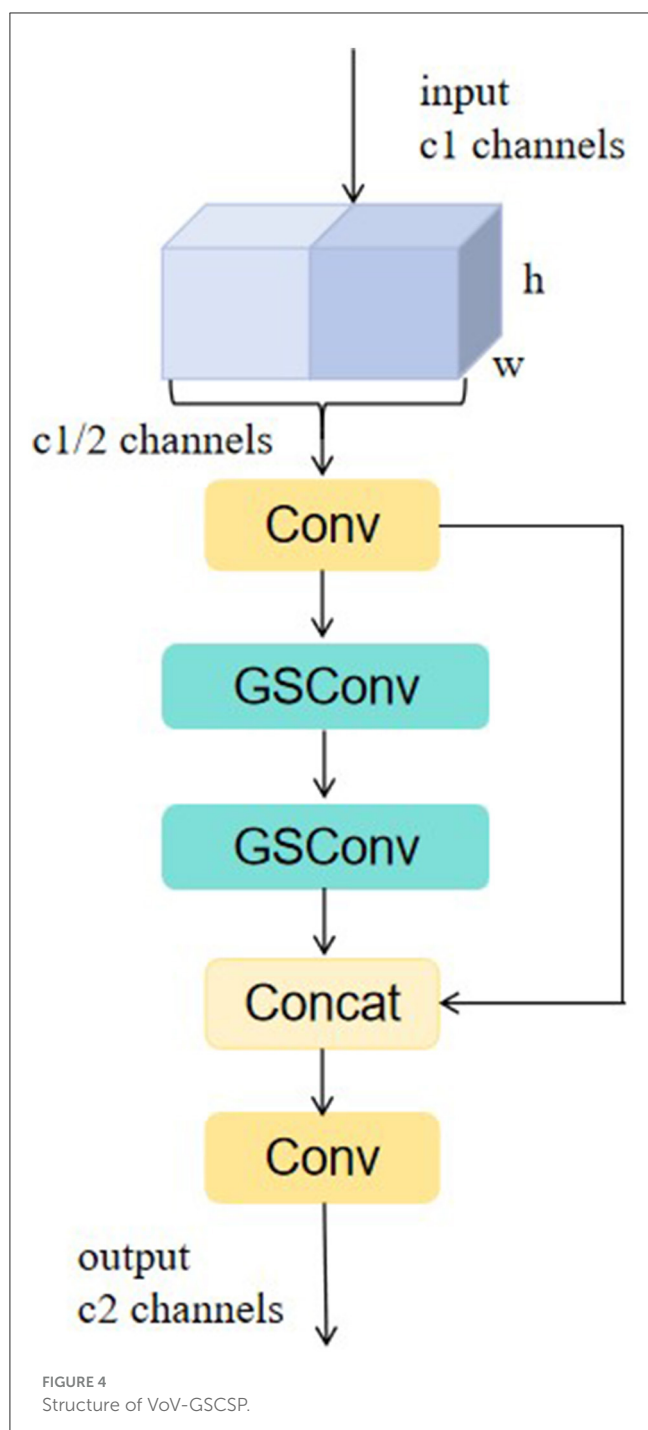 input
c1 channels
h
w
c1/2 channels
Conv
GSConv
GSConv
Concat
Conv
output
c2 channels
FIGURE 4
Structure of VoV-GSCSP.